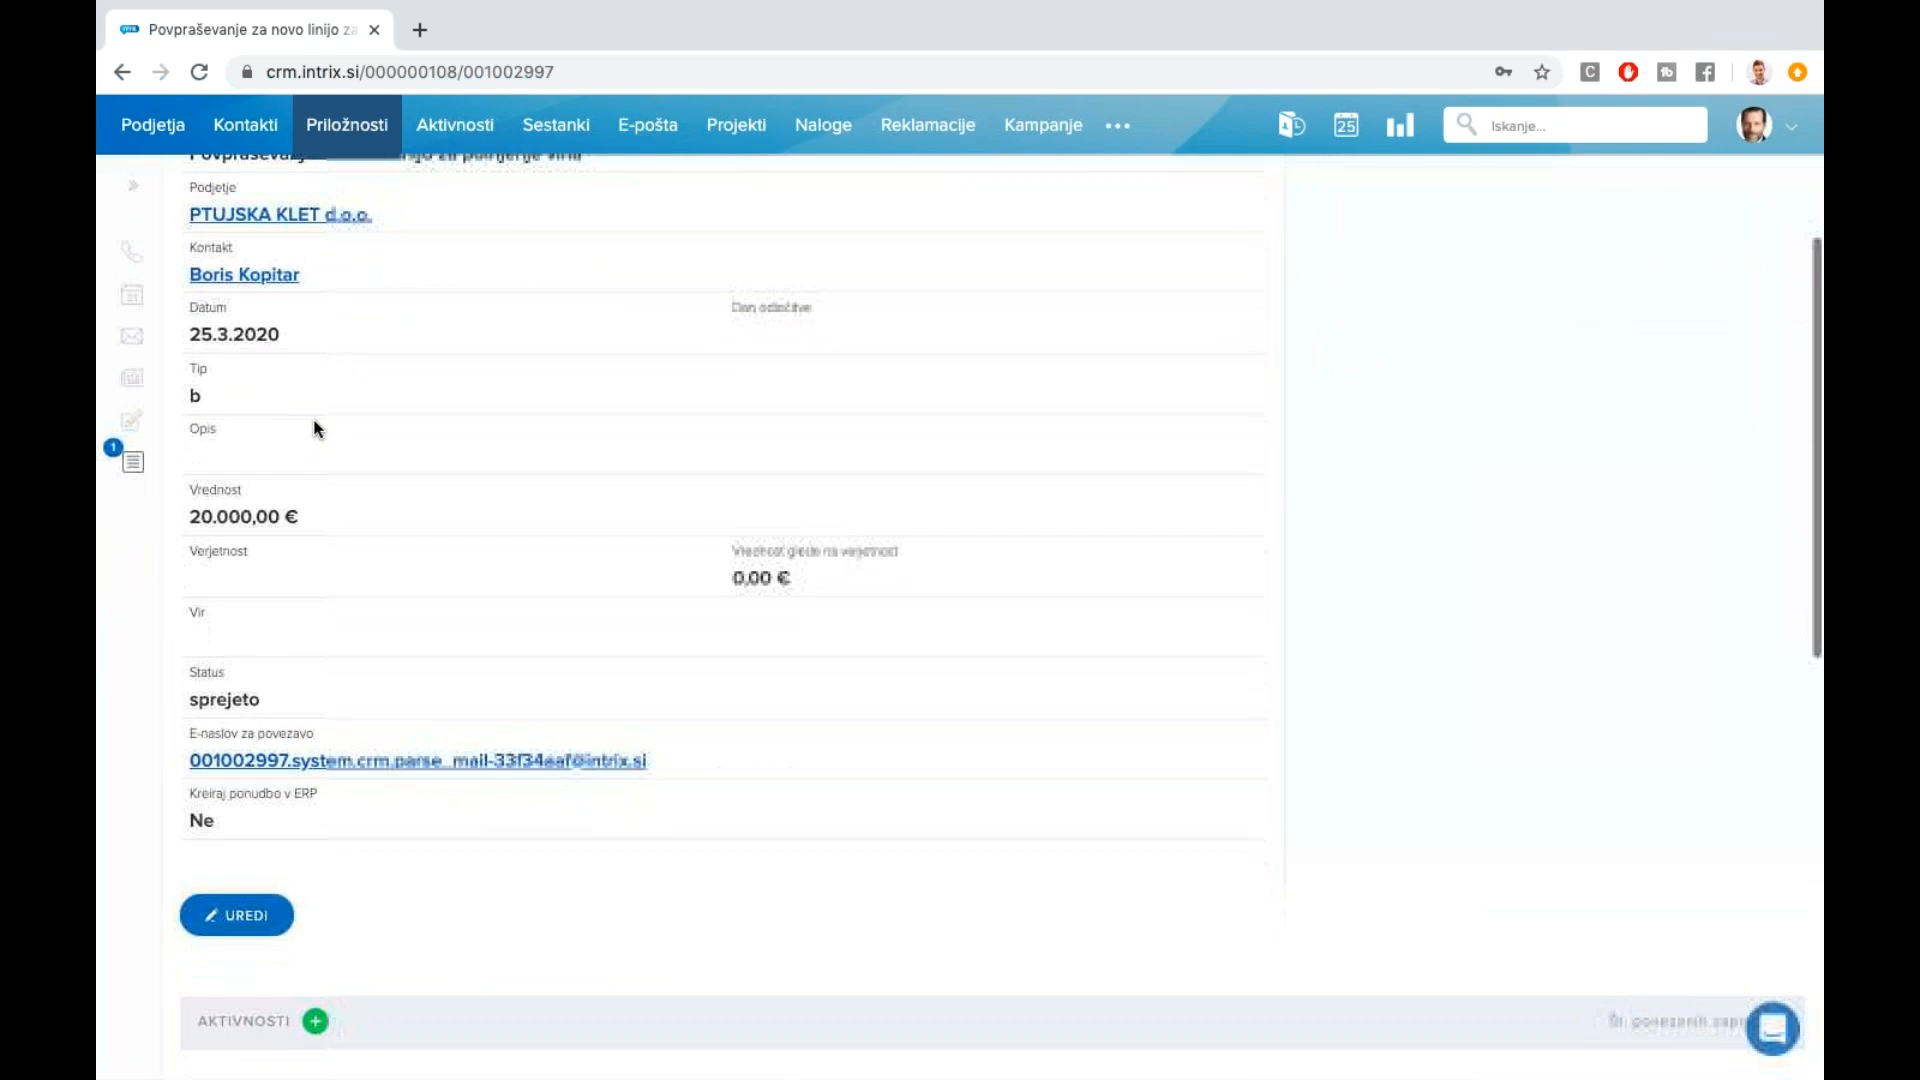 Povpraševanje za novo linijo za
crm.intrix.si/000000108/001002997
Podjetja Kontakti Priložnosti Aktivnosti Sestanki E-pošta Projekti Naloge Reklamacije Kampanje 25 Iskanje...
Podjetje
PTUJSKA KLET d.o.o.
Kontakt
Boris Kopitar
Datum Dan odločitve
25.3.2020
Tip
b
Opis
1
Vrednost
20.000,00 €
Verjetnost Vrednost glede na verjetnost
0,00 €
Vir
Status
sprejeto
E-naslov za povezavo
001002997.system.crm.parse_mail-33f34eaf@intrix.si
Kreiraj ponudbo v ERP
Ne
UREDI
AKTIVNOSTI